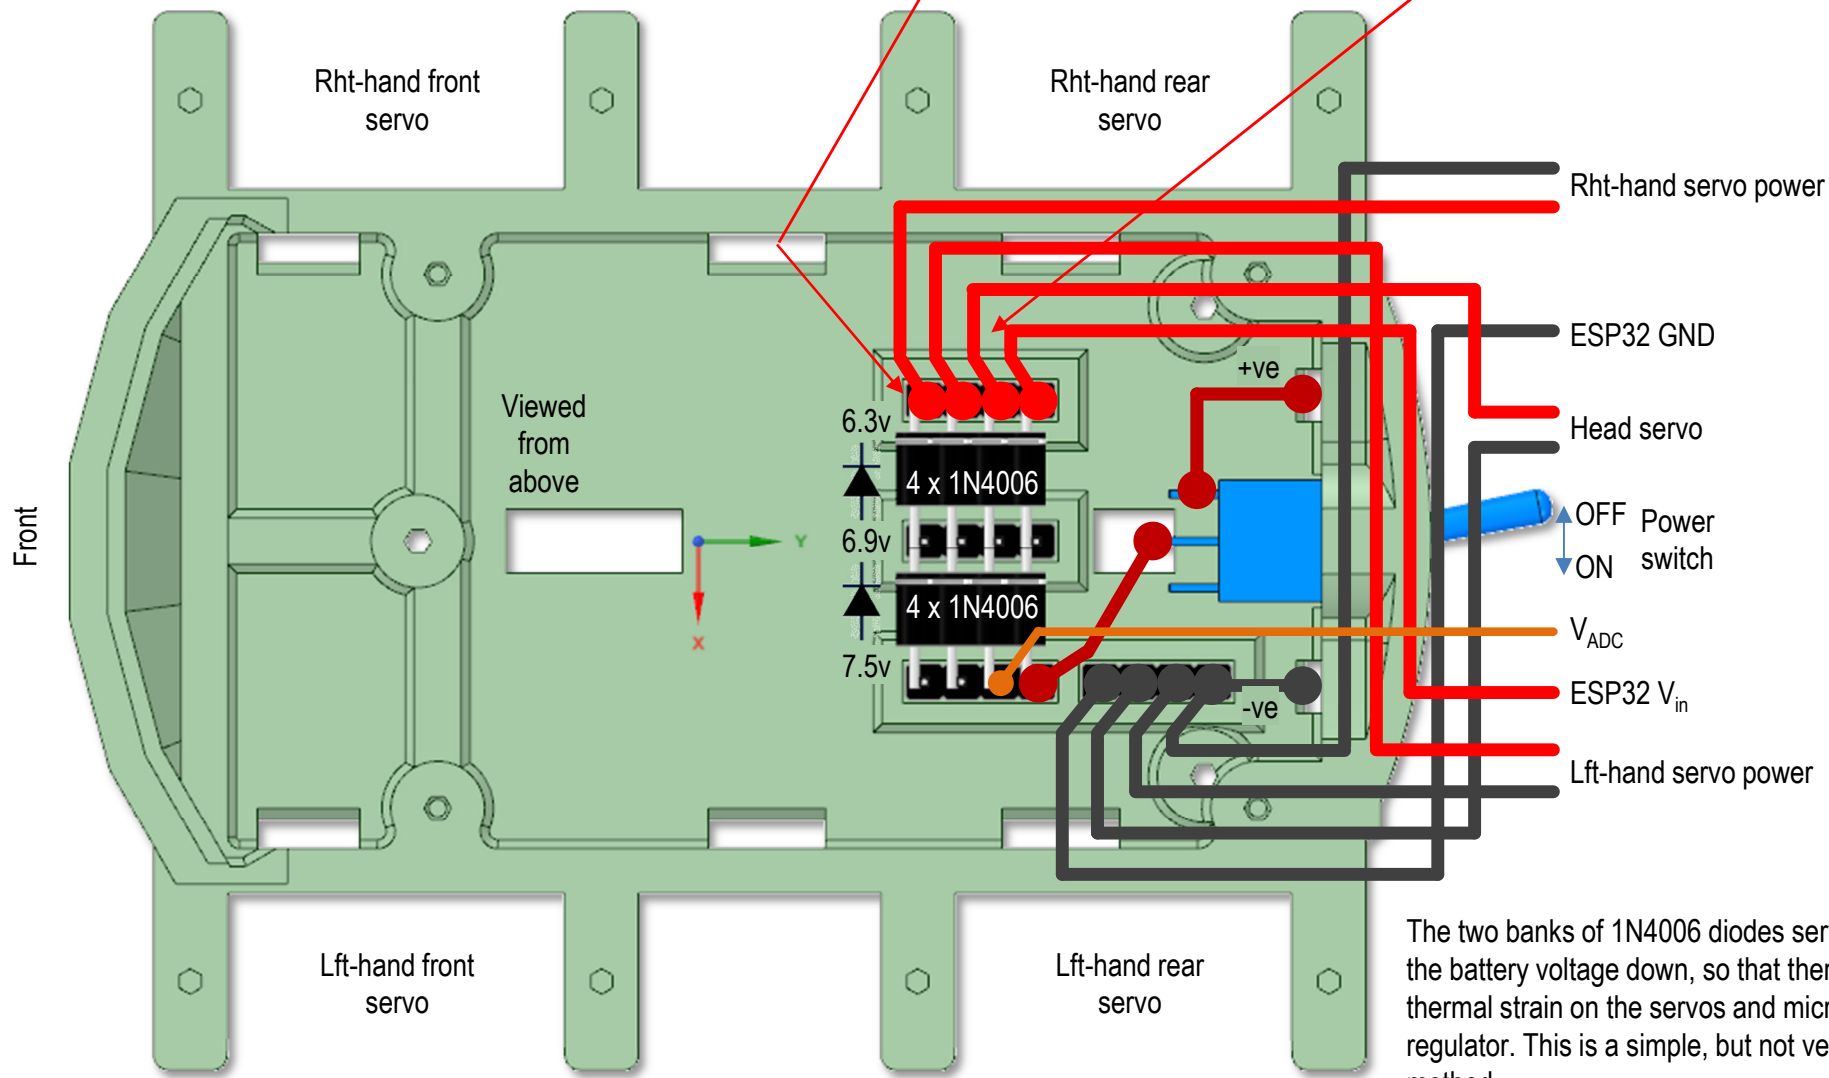 Rht-hand front
servo
Rht-hand rear
servo
Rht-hand servo power
ESP32 GND
+ve
Viewed
from
above
6.3v
Head servo
4 x 1N4006
Front
OFF
Power
switch
ON
6.9v
Y
4 x 1N4006
X
VADC
7.5v
ESP32 Vin
-ve
Lft-hand servo power
Lft-hand front
servo
Lft-hand rear
servo
The two banks of 1N4006 diodes ser
the battery voltage down, so that ther
thermal strain on the servos and micr
regulator. This is a simple, but not ve
method